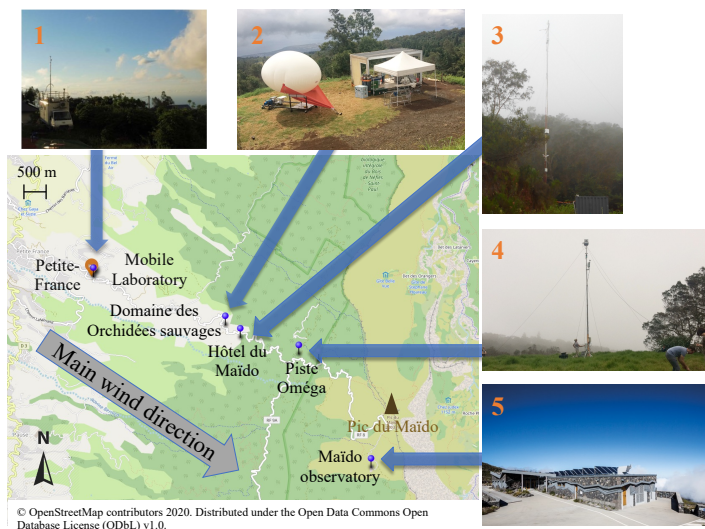 1
2
3
500 m
Petite-
France
Mobile
Laboratory
Domaine des
Orchidées sauvages
Hôtel du
Maïdo
Piste
Oméga
4
Main wind direction
N
Pic du Maïdo
Maïdo
observatory
5
© OpenStreetMap contributors 2020. Distributed under the Open Data Commons Open
Database License (ODbL) v1.0.